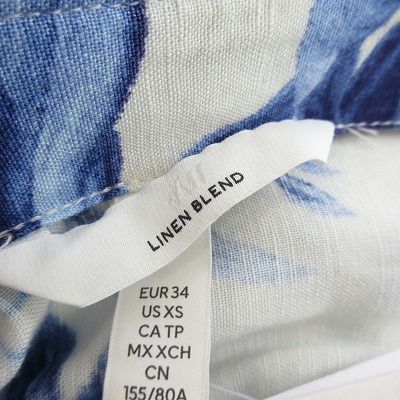 H&M
LINEN BLEND
EUR 34
US XS
CA TP
MX XCH
CN
155/80A